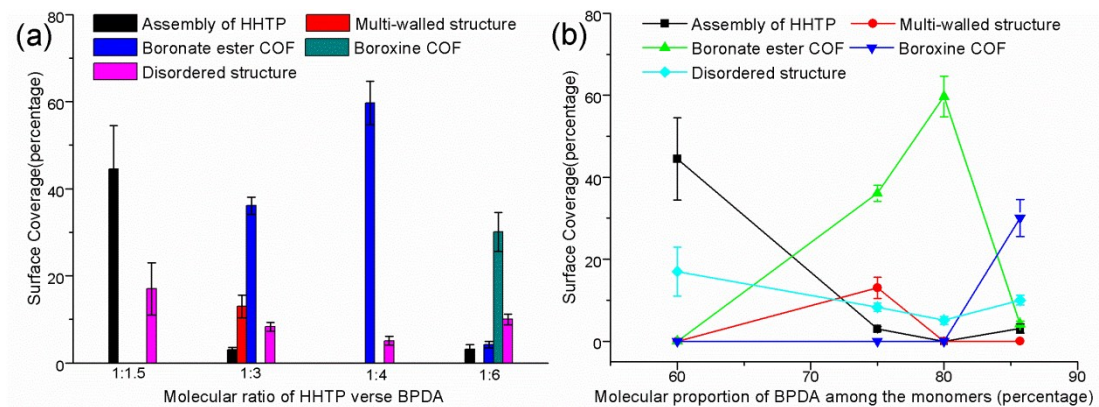 (a)
Assembly of HHTP
Multi-walled structure
Boronate ester COF
Boroxine COF
Disordered structure
80
60
40
20
0
Surface Coverage(percentage)
1:1.5
1:3
1:4
1:6
Molecular ratio of HHTP verse BPDA
(b)
Assembly of HHTP
Multi-walled structure
Boronate ester COF
Boroxine COF
Disordered structure
80
60
40
20
0
Surface Coverage(percentage)
60
70
80
90
Molecular proportion of BPDA among the monomers (percentage)